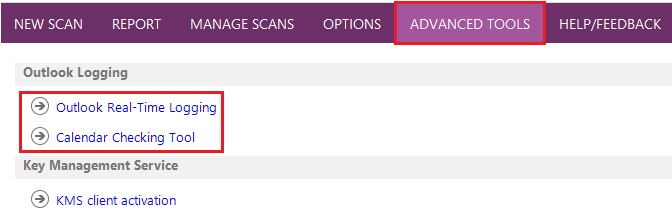 NEW SCAN REPORT MANAGE SCANS OPTIONS ADVANCED TOOLS HELP/FEEDBACK
Outlook Logging
Outlook Real-Time Logging
Calendar Checking Tool
Key Management Service
KMS client activation